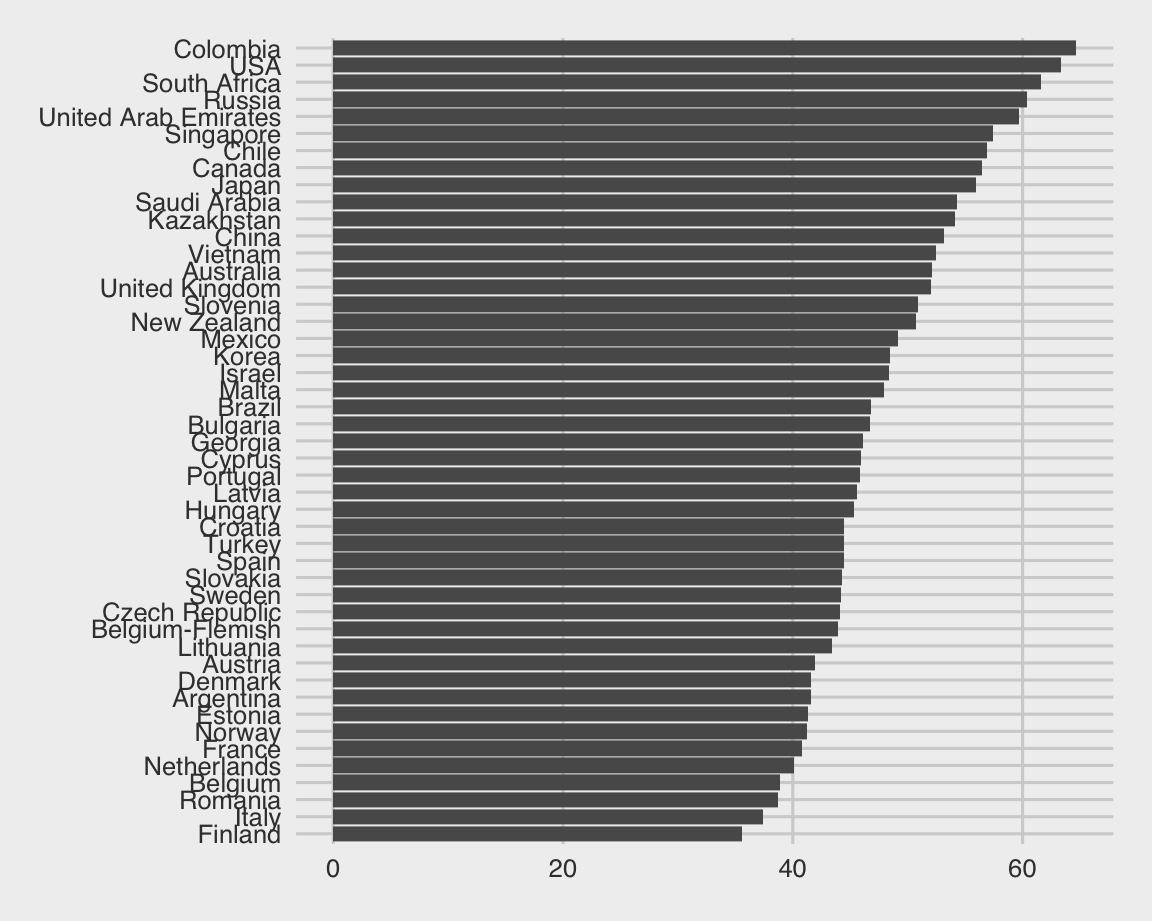 Colombia
USA
South Africa
Russia
United Arab Emirates
Singapore
Chile
Canada
Japan
Saudi Arabia
Kazakhstan
China
Vietnam
Australia
United Kingdom
Slovenia
New Zealand
Mexico
Korea
Israel
Malta
Brazil
Bulgaria
Georgia
Cyprus
Portugal
Latvia
Hungary
Croatia
Turkey
Spain
Slovakia
Sweden
Czech Republic
Belgium-Flemish
Lithuania
Austria
Denmark
Argentina
Estonia
Norway
France
Netherlands
Belgium
Romania
Italy
Finland
0 20 40 60